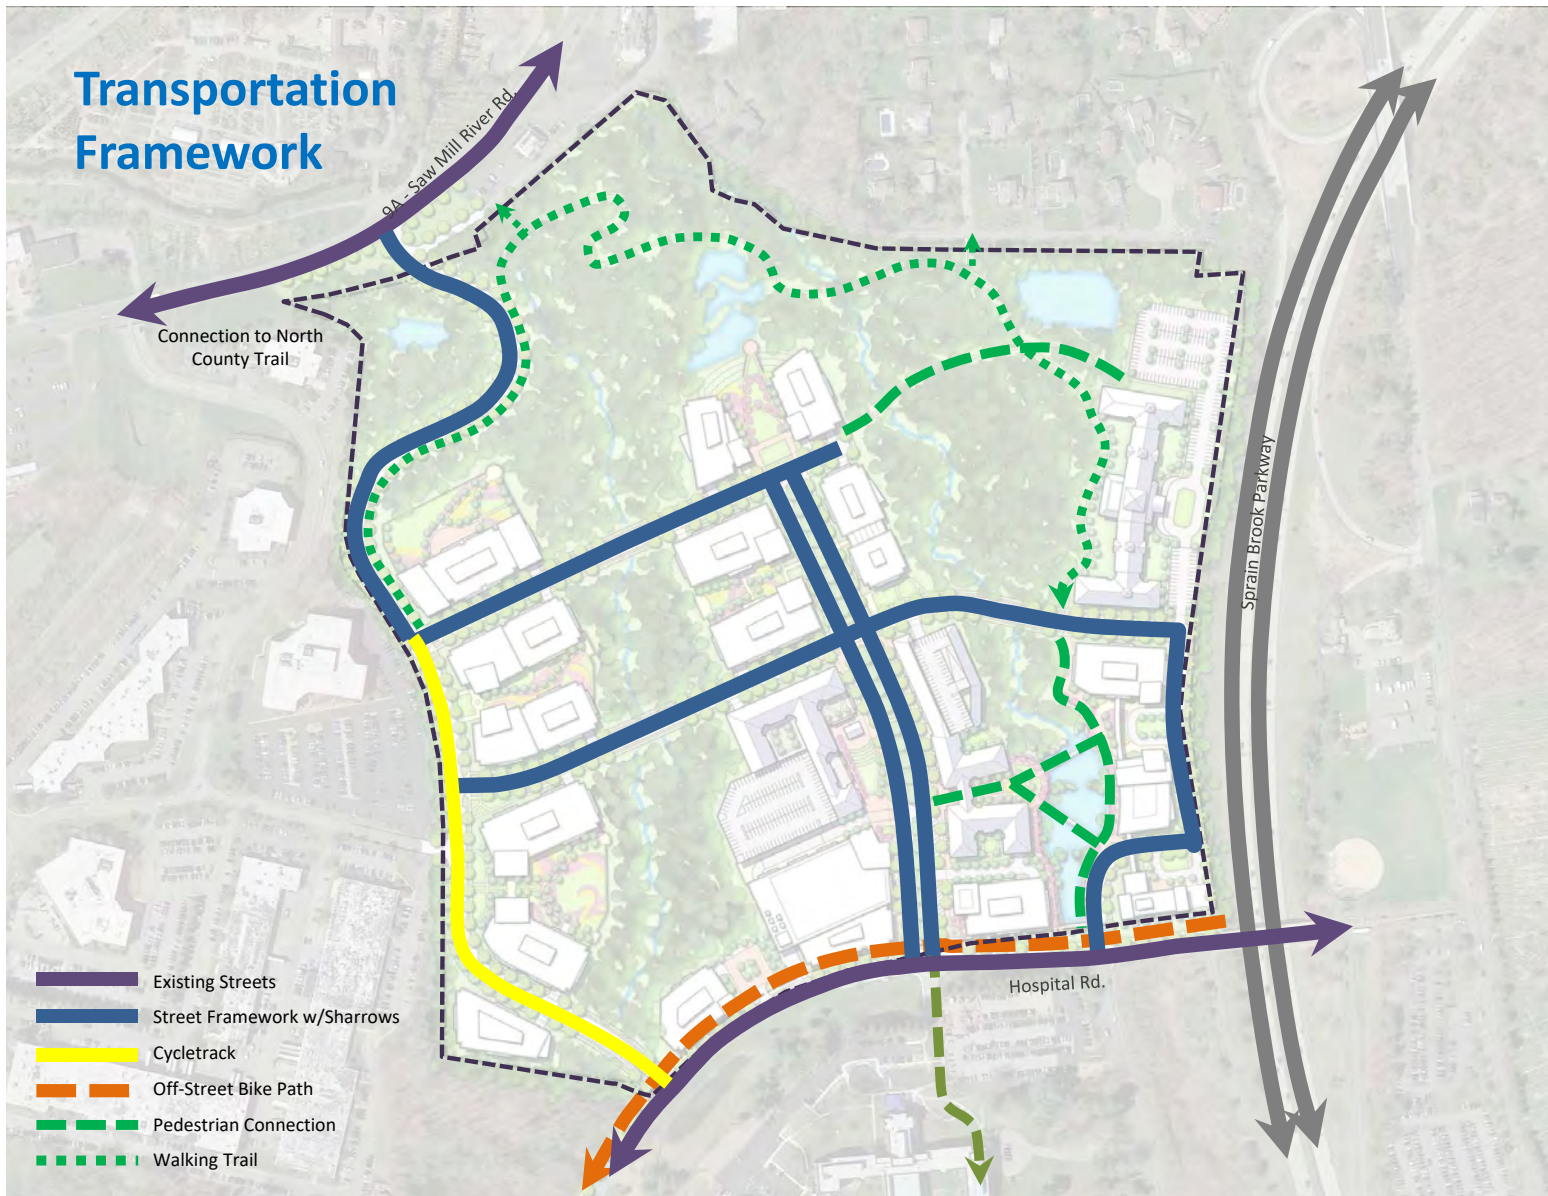 Transportation
Framework
9A - Saw Mill River Rd.
Connection to North
County Trail
Sprain Brook Parkway
Hospital Rd.
Existing Streets
Street Framework w/Sharrows
Cycletrack
Off-Street Bike Path
Pedestrian Connection
Walking Trail